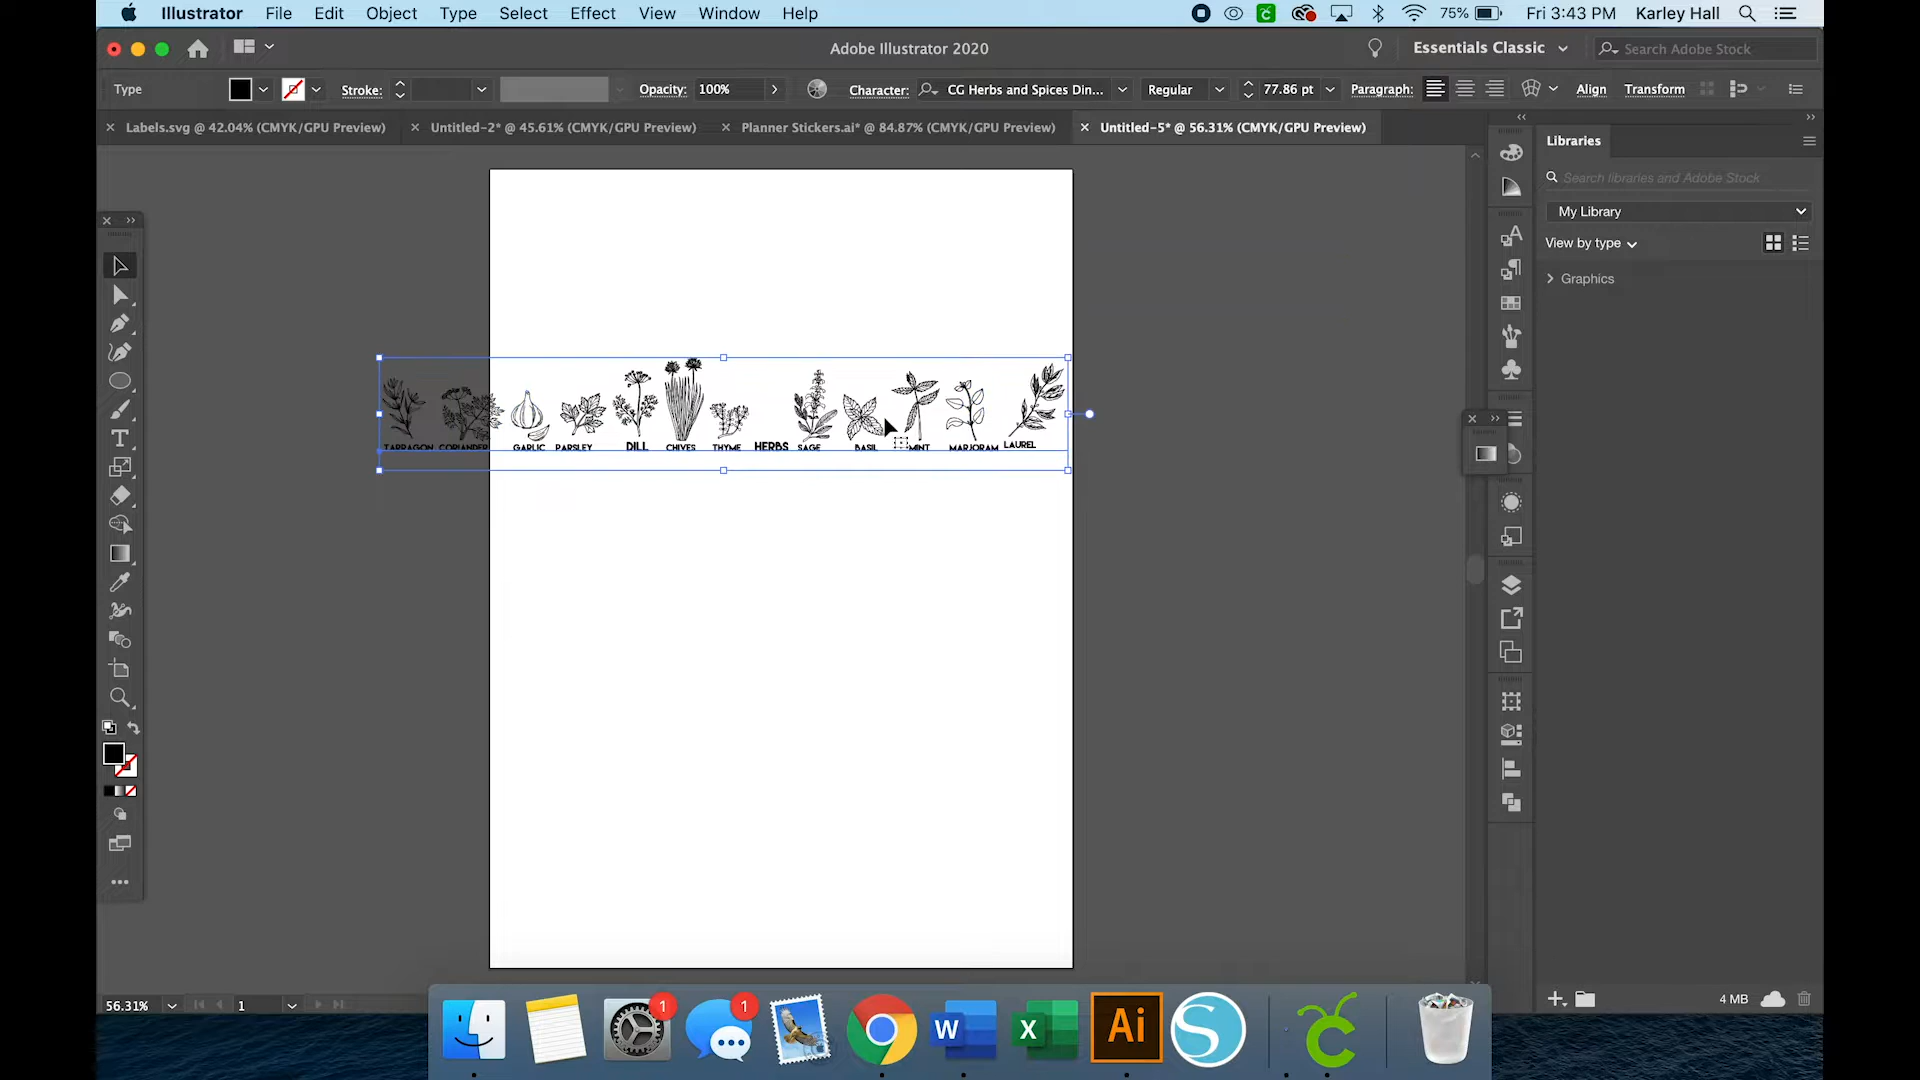 Illustrator File Edit Object Type Select Effect View Window Help 75% Fri 3:43 PM Karley Hall
Adobe Illustrator 2020 Essentials Classic Search Adobe Stock
Type Stroke: Opacity: 100% Character: CG Herbs and Spices Din... Regular 77.86 pt Paragraph: Align Transform
Labels.svg @ 42.04% (CMYK/GPU Preview) Untitled-2* @ 45.61% (CMYK/GPU Preview) Planner Stickers.ai* @ 84.87% (CMYK/GPU Preview) Untitled-5* @ 56.31% (CMYK/GPU Preview)
Libraries
Search libraries and Adobe Stock
My Library
View by type
Graphics
TARRAGON CORIANDER GARLIC PARSLEY DILL CHIVES THYME HERBS SAGE BASIL MINT MARJORAM LAUREL
56.31% 1 4 MB
1 1 W X Ai S